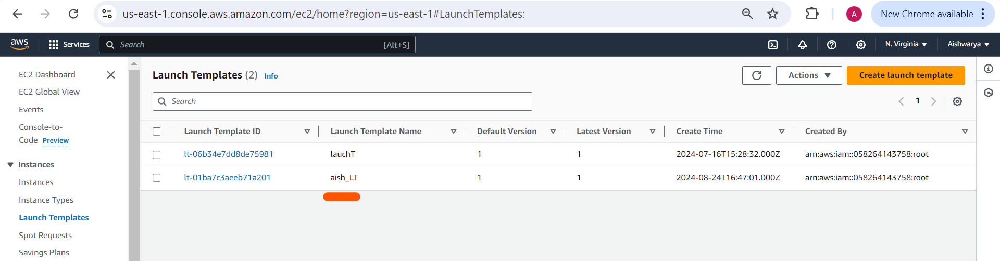 us-east-1.console.aws.amazon.com/ec2/home?region=us-east-1#LaunchTemplates:
A
New Chrome available
aws
Services
Search
[Alt+S]
N. Virginia
Aishwarya
EC2 Dashboard
EC2 Global View
Events
Console-to-
Code Preview
Instances
Instances
Instance Types
Launch Templates
Spot Requests
Savings Plans
Launch Templates (2) Info
Actions
Create launch template
Search
1
Launch Template ID Launch Template Name Default Version Latest Version Create Time Created By
lt-06b34e7dd8de75981 lauchT 1 1 2024-07-16T15:28:32.000Z arn:aws:iam::058264143758:root
lt-01ba7c3aeeb71a201 aish_LT 1 1 2024-08-24T16:47:01.000Z arn:aws:iam::058264143758:root